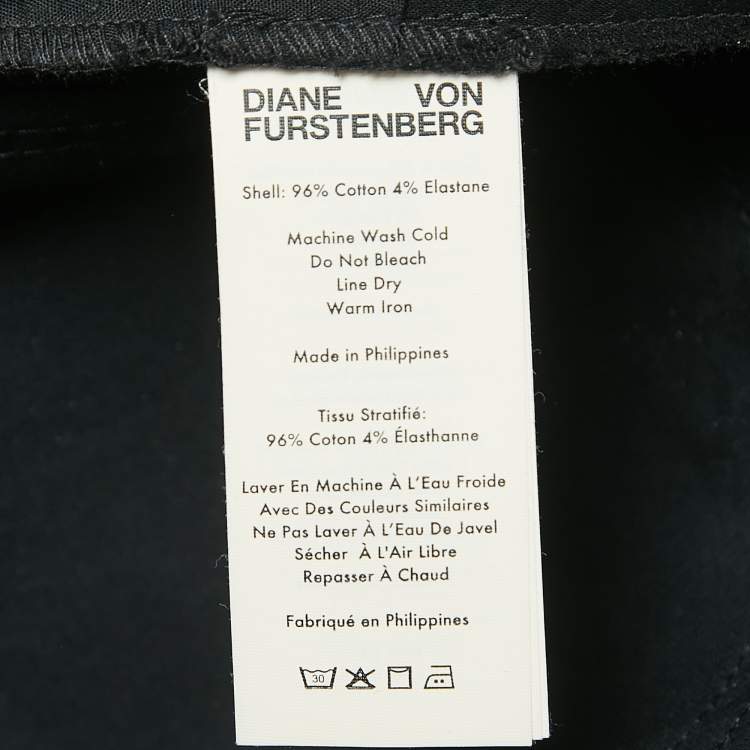 DIANE VON
FURSTENBERG
Shell: 96% Cotton 4% Elastane
Machine Wash Cold
Do Not Bleach
Line Dry
Warm Iron
Made in Philippines
Tissu Stratifié:
96% Coton 4% Élasthanne
Laver En Machine À L'Eau Froide
Avec Des Couleurs Similaires
Ne Pas Laver À L'Eau De Javel
Sécher À L'Air Libre
Repasser À Chaud
Fabriqué en Philippines
30